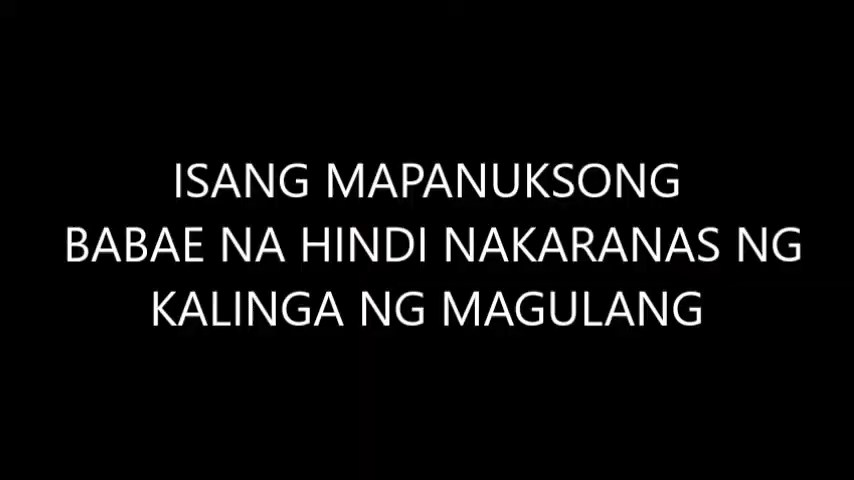 ISANG MAPANUKSONG
BABAE NA HINDI NAKARANAS NG
KALINGA NG MAGULANG